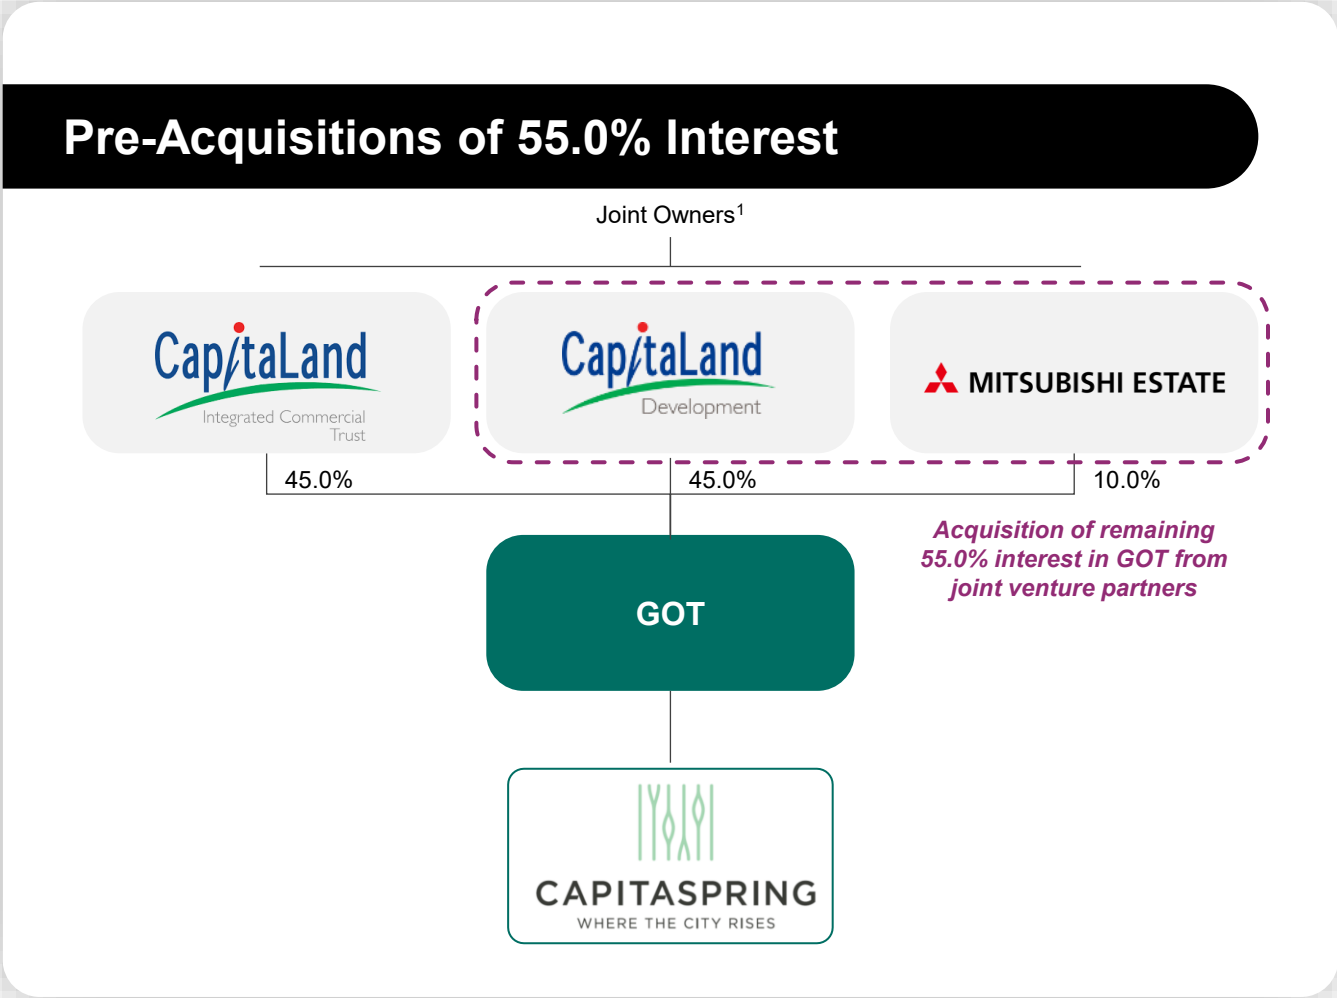 Pre-Acquisitions of 55.0% Interest
Joint Owners¹
CapitaLand
Integrated Commercial
Trust
CapitaLand
Development
MITSUBISHI ESTATE
45.0%
45.0%
10.0%
Acquisition of remaining
55.0% interest in GOT from
joint venture partners
GOT
CAPITASPRING
WHERE THE CITY RISES